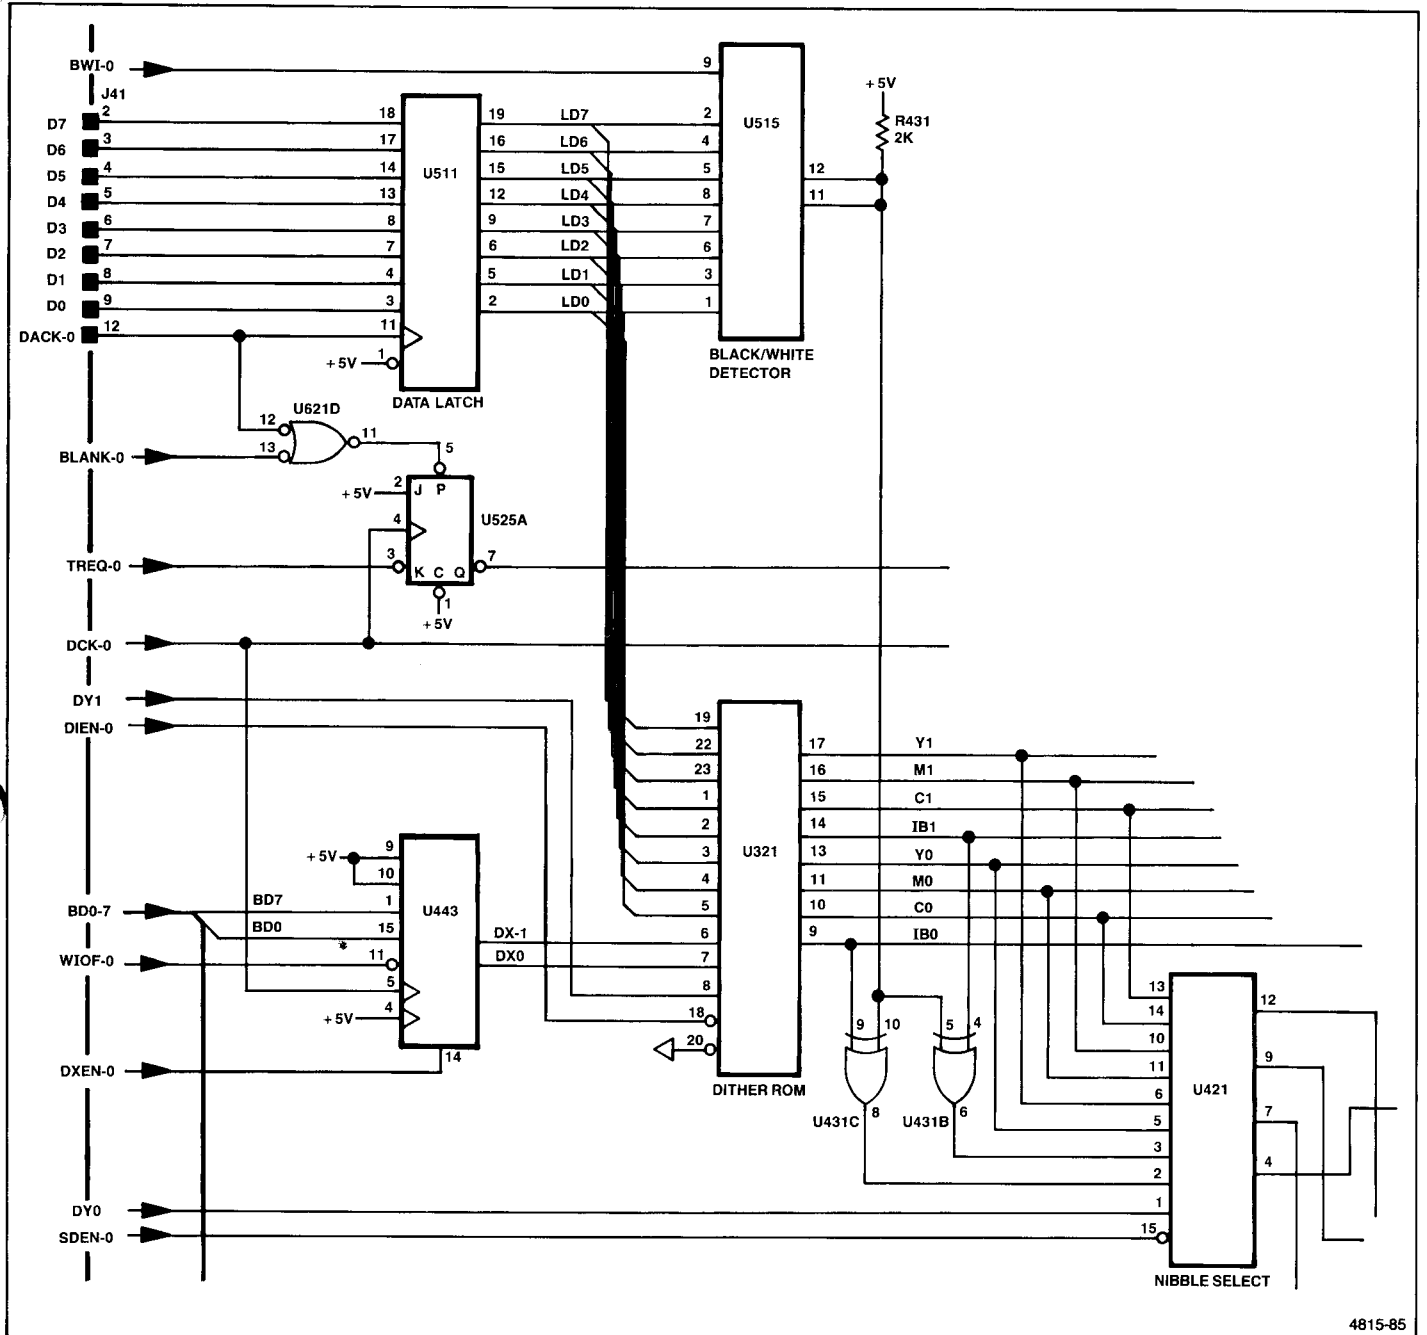 BWI-0
9
J41
+5V
R431
2K
U515
D7 2 18 19 LD7 2
D6 3 17 16 LD6 4
D5 4 14 15 LD5 5 12
D4 5 13 12 LD4 8 11
D3 6 8 9 LD3 7
D2 7 7 6 LD2 6
D1 8 4 5 LD1 3
D0 9 3 2 LD0 1
U511
DACK-0 12 11
+5V 1
BLACK/WHITE
DETECTOR
DATA LATCH
U621D
12
13 11
BLANK-0
5
+5V 2 J P
4 U525A
TREQ-0 3 K C Q 7
1
+5V
DCK-0
DY1
DIEN-0
19
22 17 Y1
23 16 M1
1 15 C1
2 14 IB1
3 U321 13 Y0
4 11 M0
5 10 C0
6 9 IB0
7
8
18
20
DITHER ROM
+5V 9
10
BD0-7 BD7 1 U443
BD0 15 DX-1
WIOF-0 11 DX0
5
+5V 4
DXEN-0 14
9 10 5 4
U431C 8 U431B 6
13 12
14
10 9
11 U421
6 7
5
3 4
2
DY0 1
SDEN-0 15
NIBBLE SELECT
4815-85